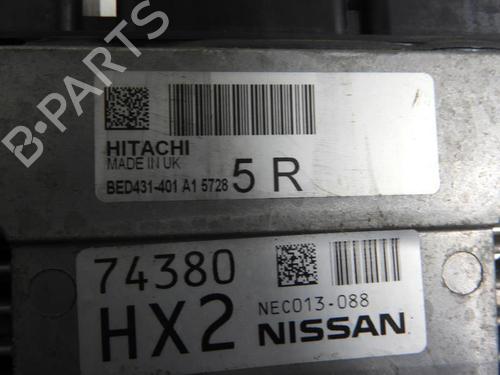 B-PARTS
HITACHI
MADE IN UK
BED431-401 A1 5728 5 R
74380
HX2
NEC013-088
NISSAN